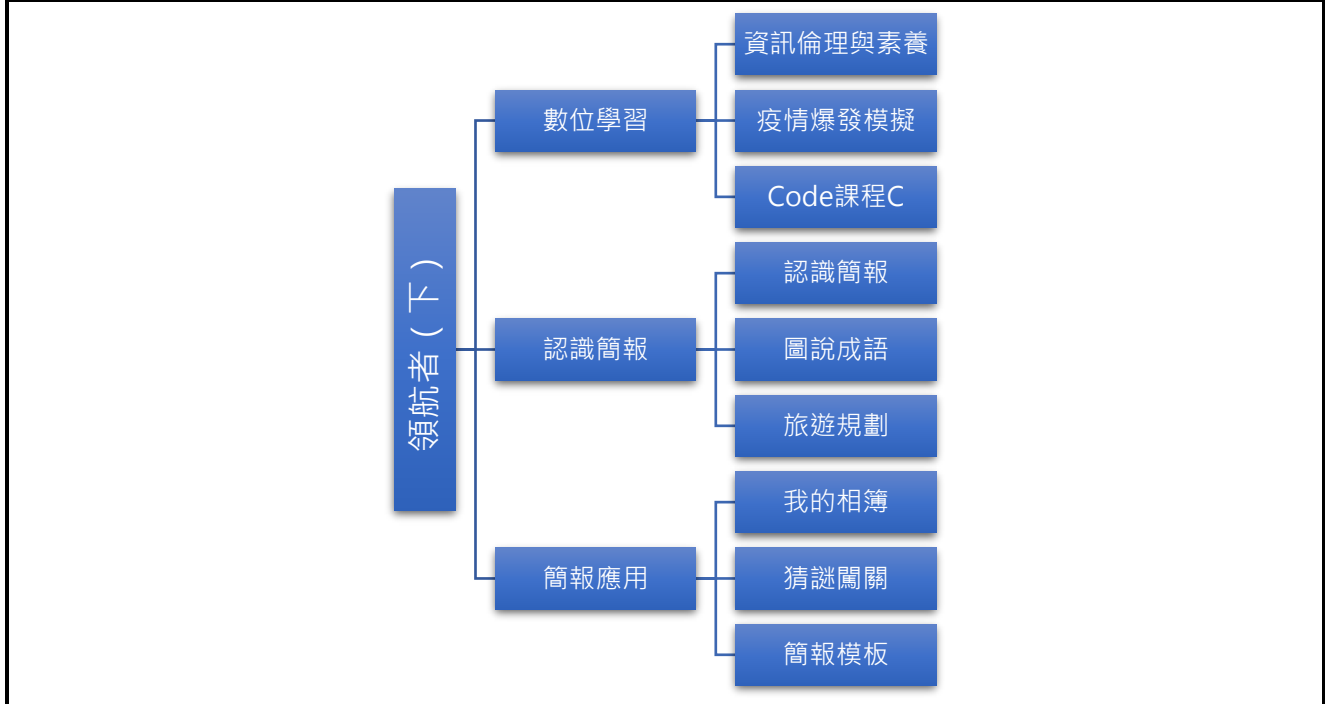 領航者（下）
數位學習
資訊倫理與素養
疫情爆發模擬
Code課程C
認識簡報
認識簡報
圖說成語
旅遊規劃
簡報應用
我的相簿
猜謎闖關
簡報模板